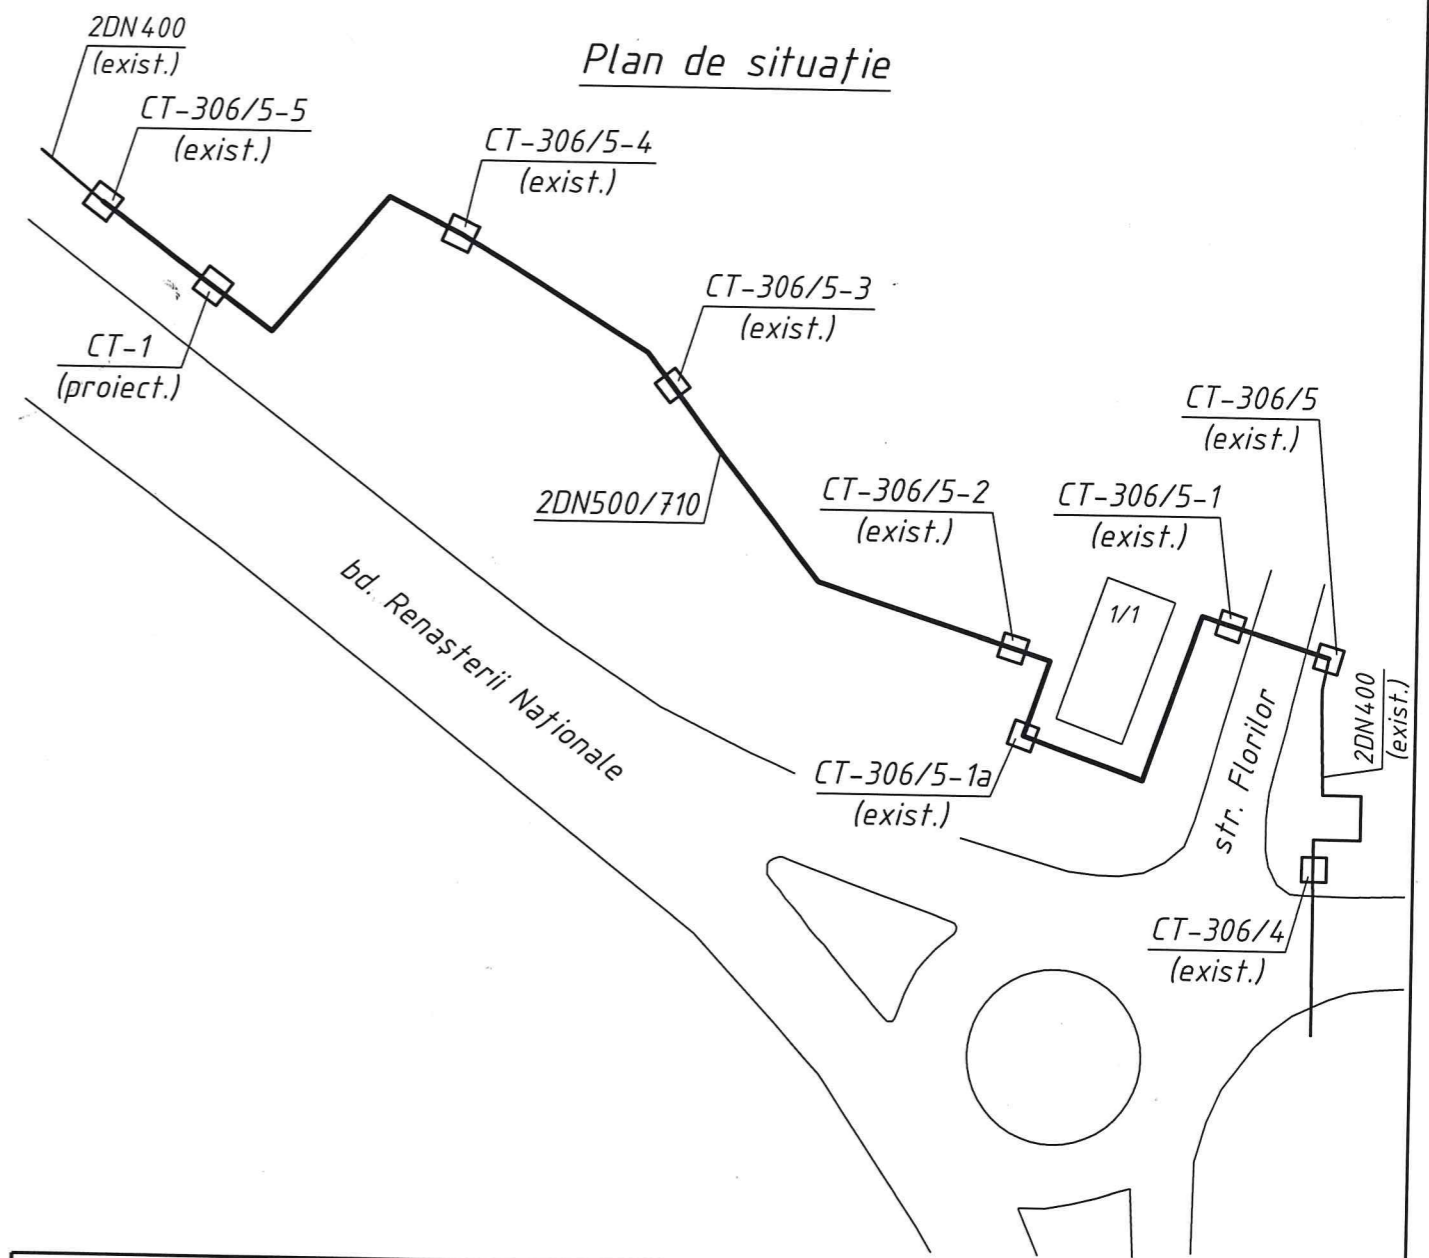 Plan de situație
2DN400
(exist.)
CT-306/5-5
(exist.)
CT-306/5-4
(exist.)
CT-306/5-3
(exist.)
CT-1
(proiect.)
CT-306/5
(exist.)
2DN500/710
CT-306/5-2
(exist.)
CT-306/5-1
(exist.)
1/1
bd. Renașterii Naționale
2DN400
(exist.)
str. Florilor
CT-306/5-1a
(exist.)
CT-306/4
(exist.)